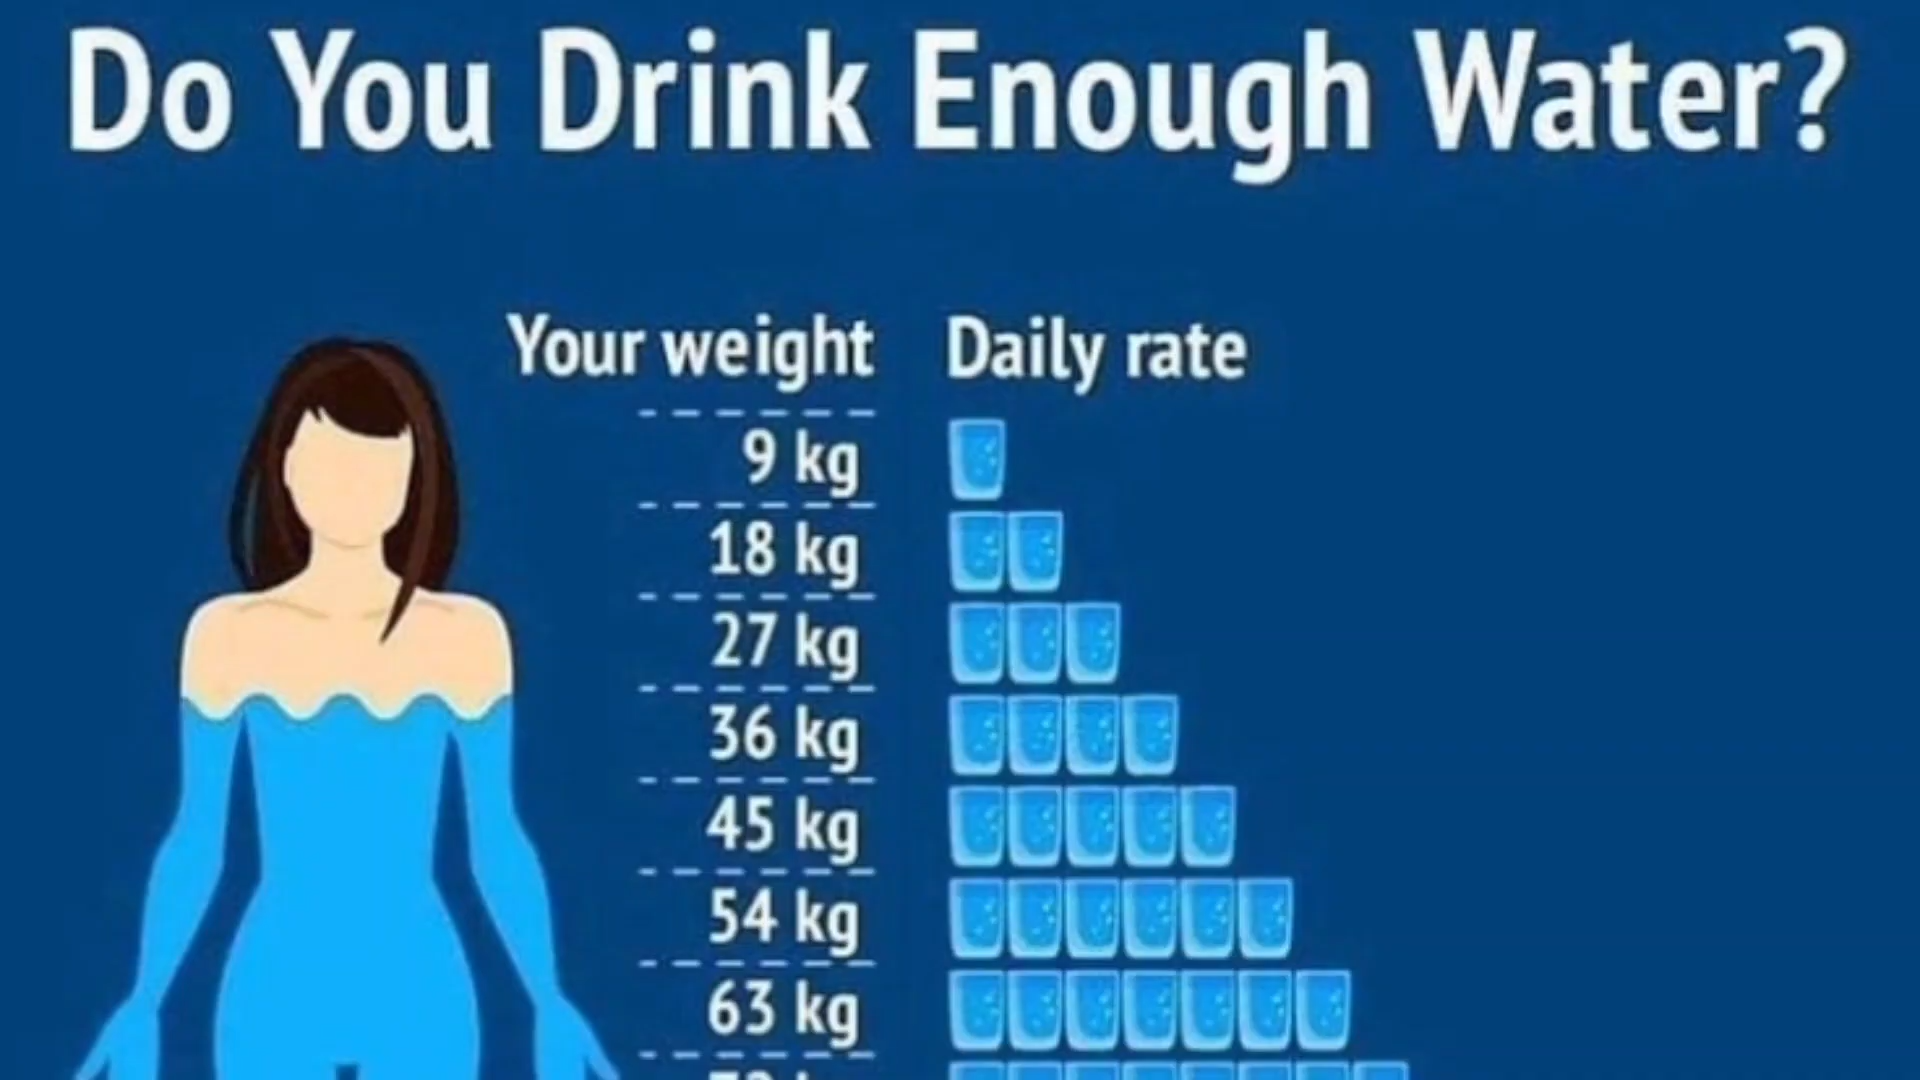 Do You Drink Enough Water?
Your weight Daily rate
9 kg
18 kg
27 kg
36 kg
45 kg
54 kg
63 kg